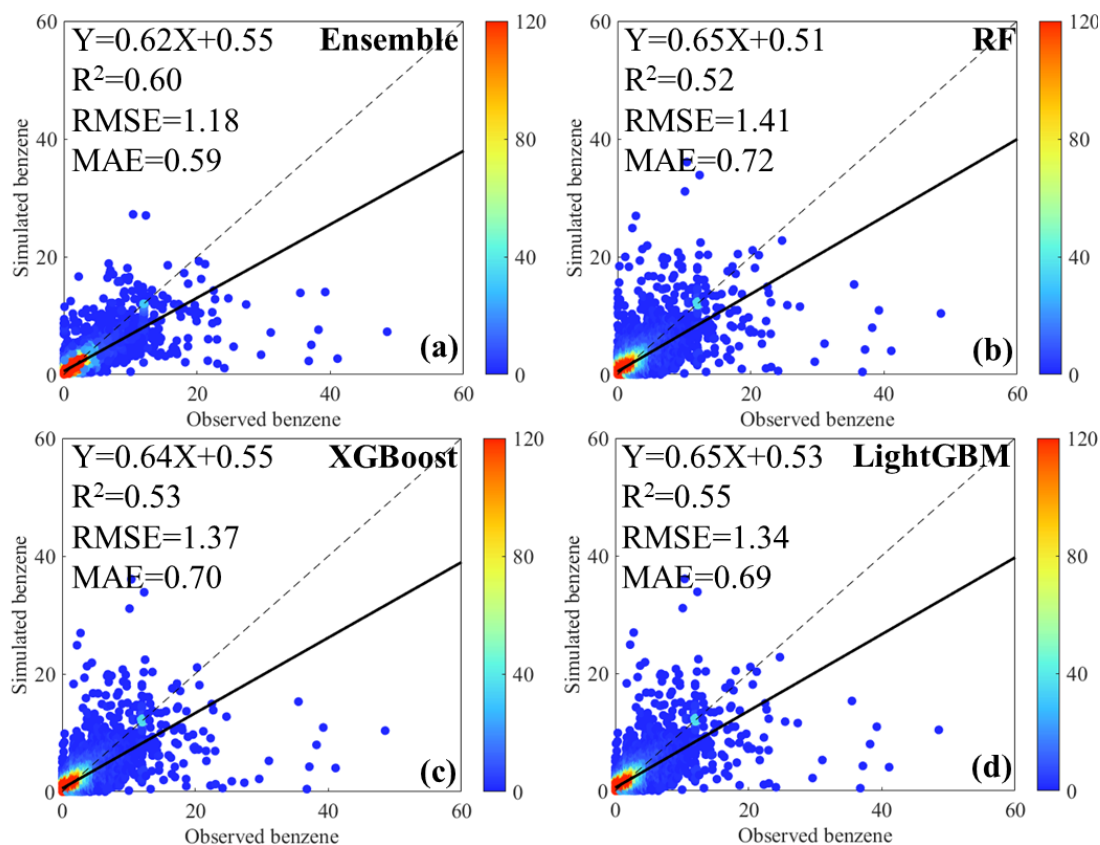 60
Y=0.62X+0.55 Ensemble
R²=0.60
RMSE=1.18
MAE=0.59
40
20
0
Simulated benzene
(a)
0 20 40 60
Observed benzene
120
80
40
0
60
Y=0.65X+0.51 RF
R²=0.52
RMSE=1.41
MAE=0.72
40
20
0
Simulated benzene
(b)
0 20 40 60
Observed benzene
120
80
40
0
60
Y=0.64X+0.55 XGBoost
R²=0.53
RMSE=1.37
MAE=0.70
40
20
0
Simulated benzene
(c)
0 20 40 60
Observed benzene
120
80
40
0
60
Y=0.65X+0.53 LightGBM
R²=0.55
RMSE=1.34
MAE=0.69
40
20
0
Simulated benzene
(d)
0 20 40 60
Observed benzene
120
80
40
0